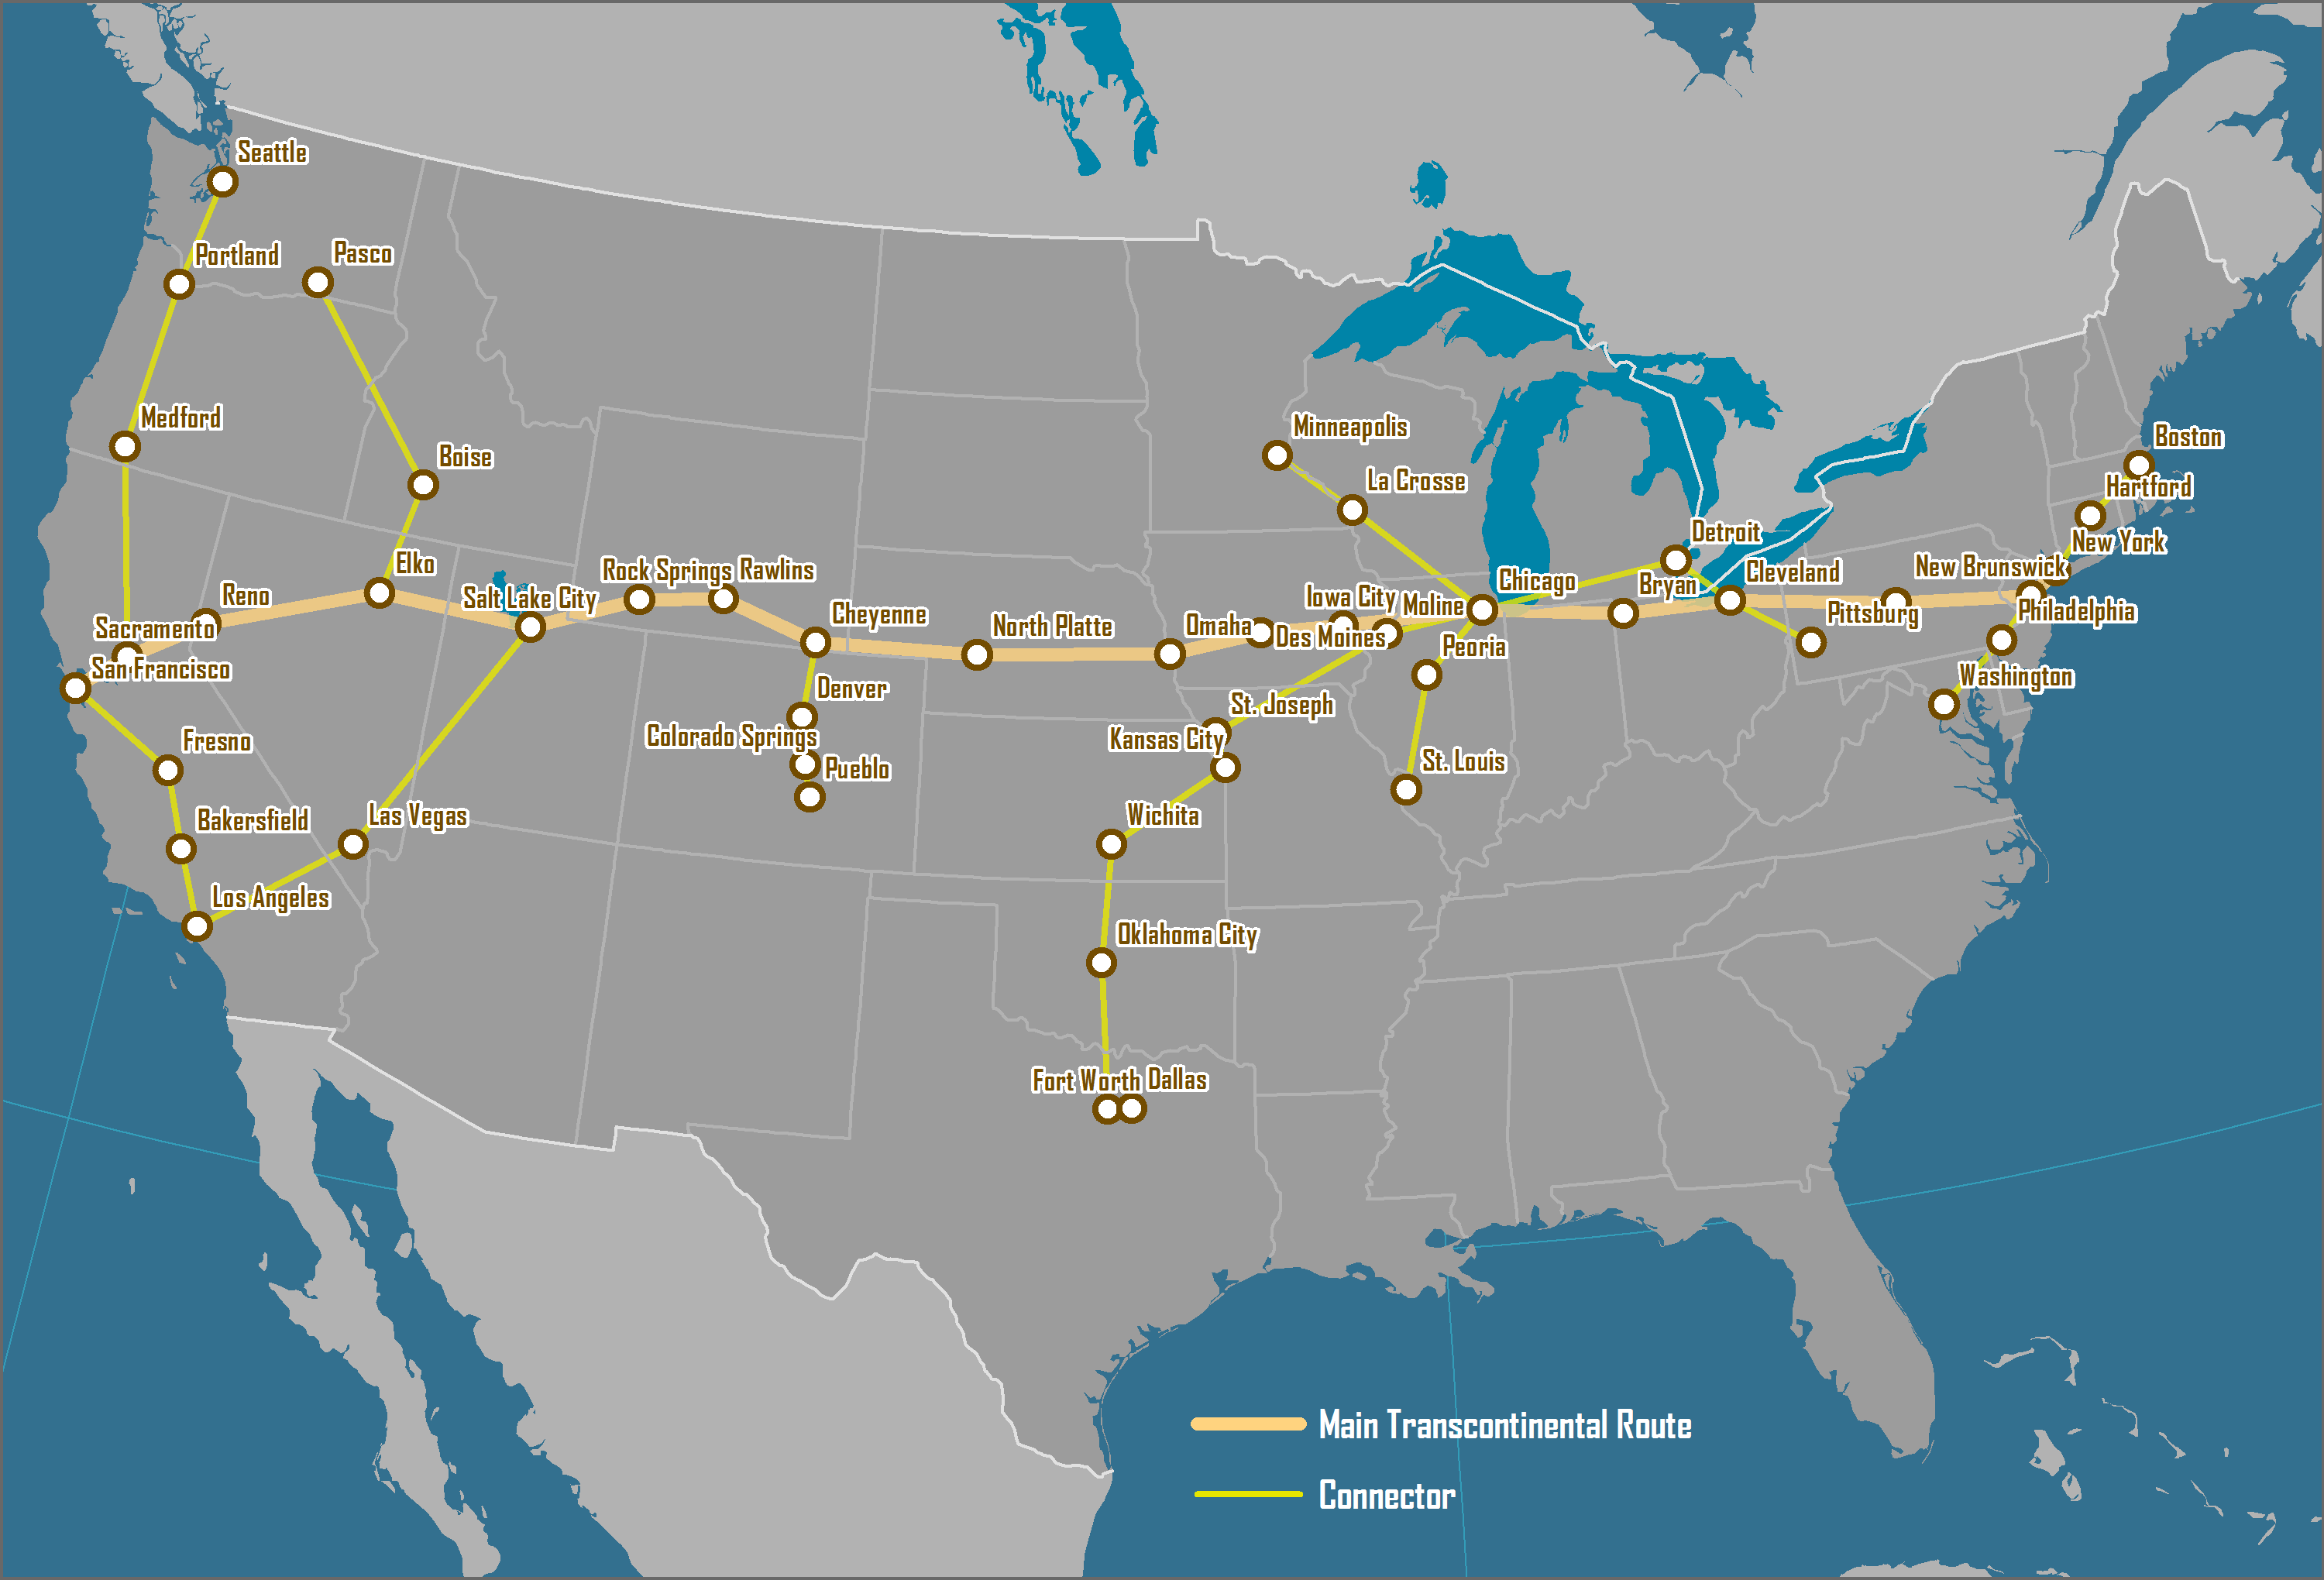 Seattle
Portland
Pasco
Medford
Boise
Minneapolis
Boston
La Crosse
Hartford
Detroit
New York
Elko
Rock Springs
Rawlins
Chicago
Bryan
Cleveland
New Brunswick
Reno
Salt Lake City
Cheyenne
North Platte
Omaha
Iowa City
Moline
Des Moines
Pittsburg
Philadelphia
Sacramento
San Francisco
Peoria
Washington
Denver
St. Joseph
Colorado Springs
Kansas City
Fresno
Pueblo
St. Louis
Bakersfield
Las Vegas
Wichita
Los Angeles
Oklahoma City
Fort Worth
Dallas
Main Transcontinental Route
Connector